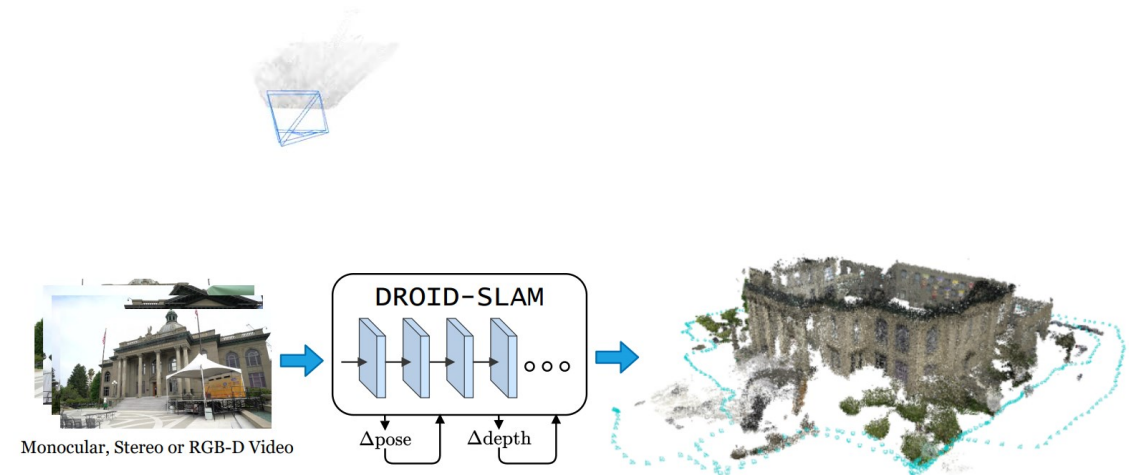 DROID-SLAM
Δpose
Δdepth
Monocular, Stereo or RGB-D Video